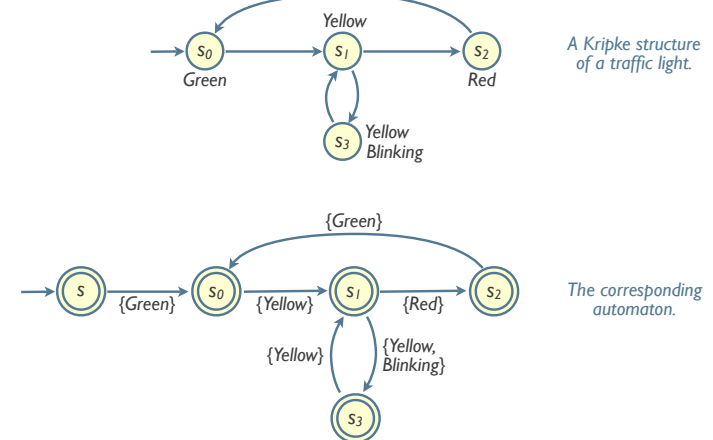 Yellow
s0
s1
s2
A Kripke structure
of a traffic light.
Green
Red
s3
Yellow
Blinking
{Green}
s
s0
s1
s2
{Green}
{Yellow}
{Red}
The corresponding
automaton.
{Yellow}
{Yellow,
Blinking}
s3